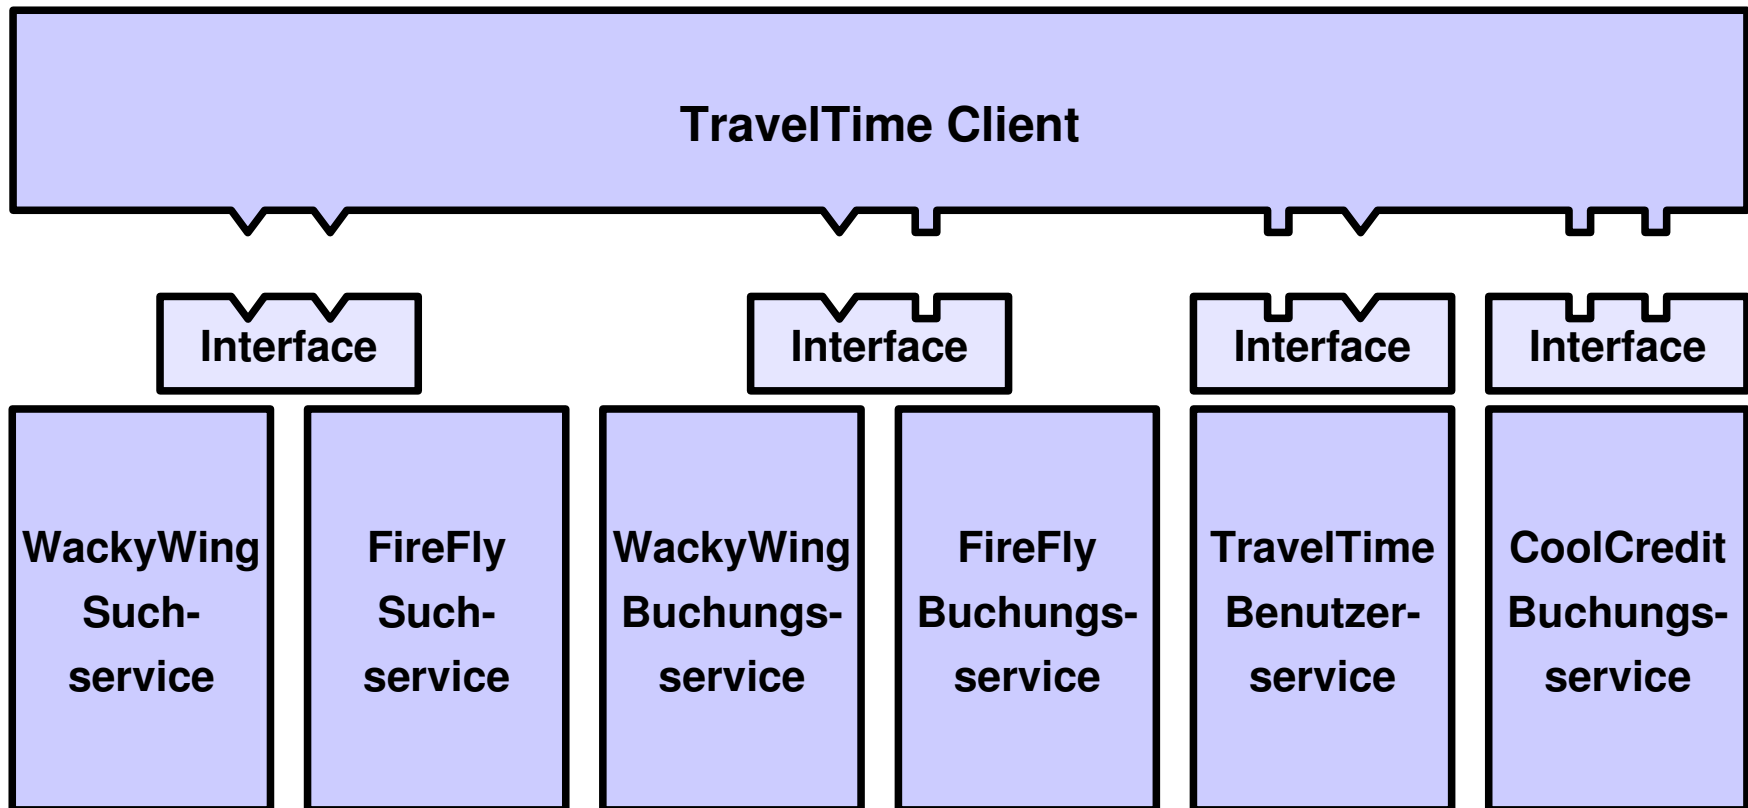 TravelTime Client
Interface
Interface
Interface
Interface
WackyWing
Such-
service
FireFly
Such-
service
WackyWing
Buchungs-
service
FireFly
Buchungs-
service
TravelTime
Benutzer-
service
CoolCredit
Buchungs-
service